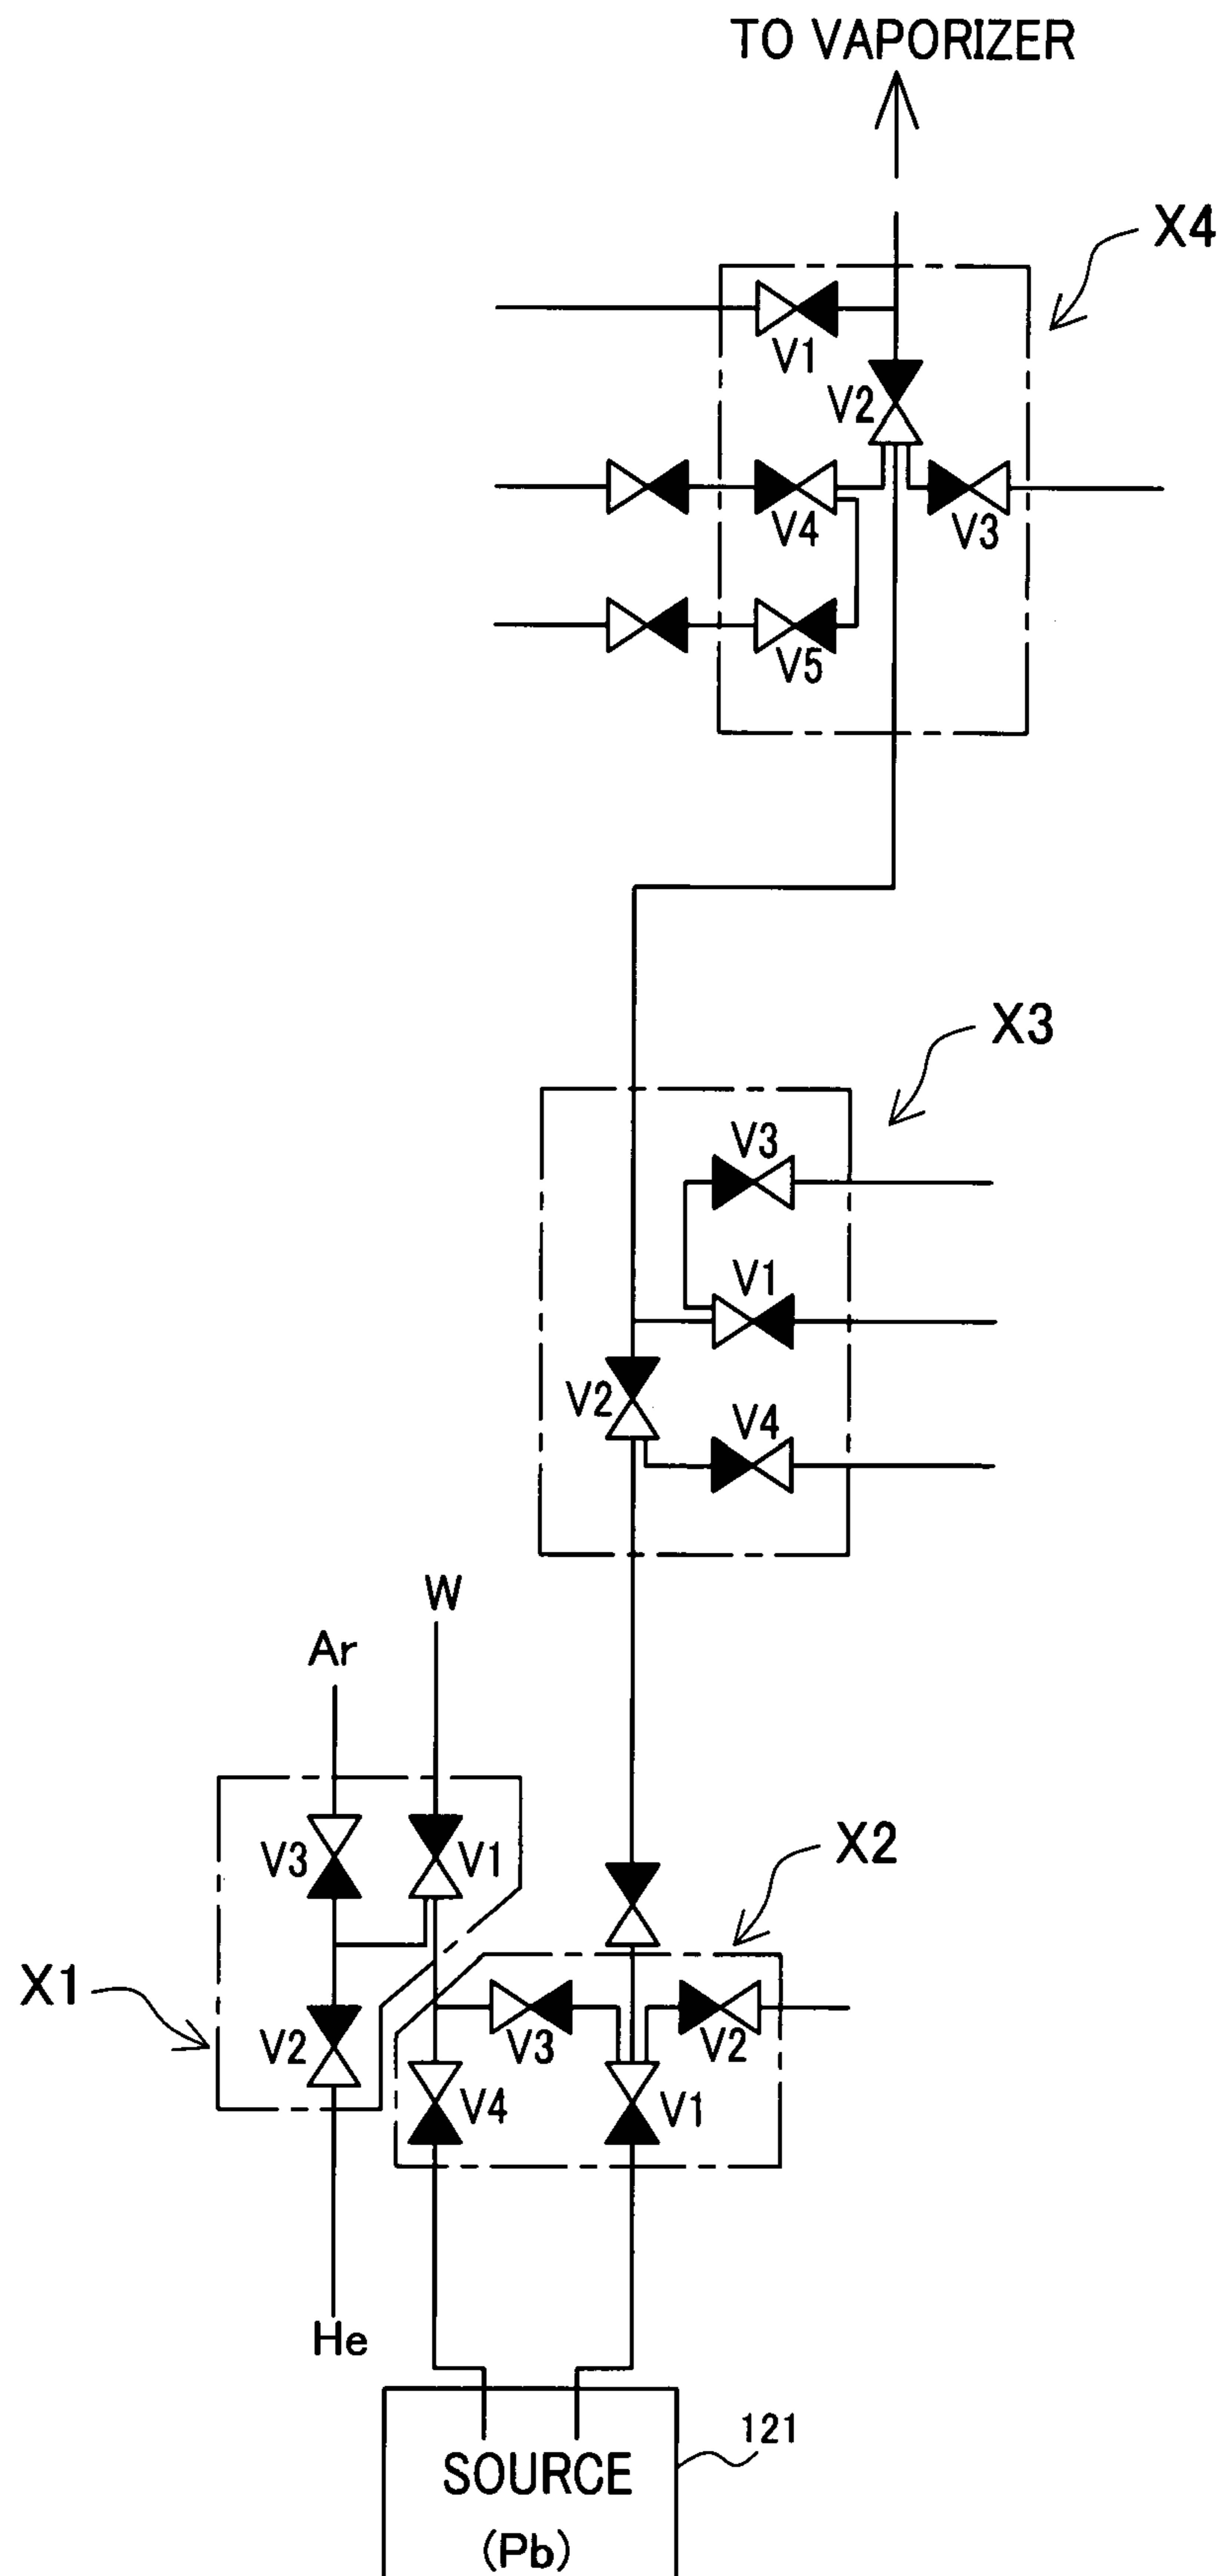 TO VAPORIZER
X4
V1
V2
V4
V3
V5
X3
V3
V1
V2
V4
W
Ar
V3
V1
X2
X1
V2
V3
V2
V4
V1
He
121
SOURCE
(Pb)